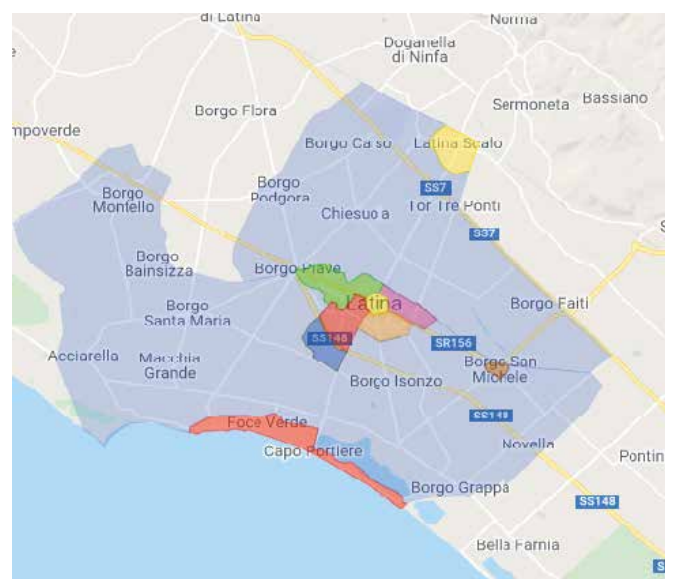 di Latina
Norma
Doganella
di Ninfa
Bassiano
Sermoneta
Borgo Flora
mpoverde
Borgo Carso
Latina Scalo
Borgo
Podgora
SS7
Borgo
Montello
Chiesuola
Tor Tre Ponti
SS7
Borgo
Bainsizza
Borgo Piave
Borgo
Santa Maria
Latina
Borgo Faiti
SS148
SR156
Acciarella
Macchia
Grande
Borgo San
Michele
Borgo Isonzo
SS148
Foce Verde
Novella
Capo Portiere
Pontin
Borgo Grappa
SS148
Bella Farnia
S